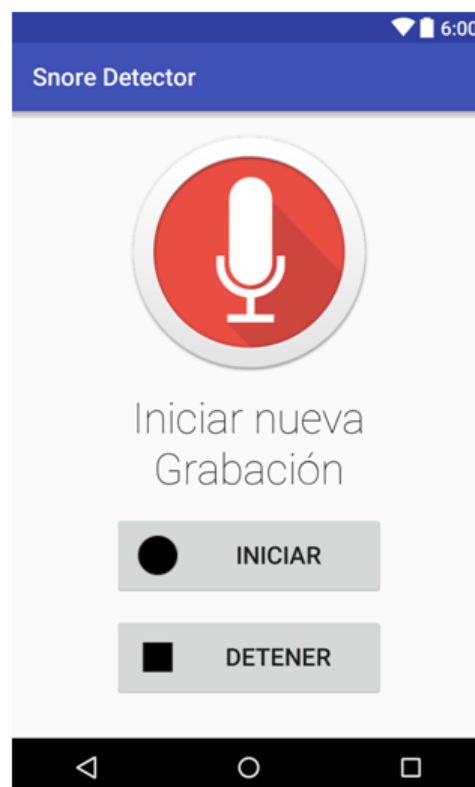 6:00
Snore Detector
Iniciar nueva
Grabación
INICIAR
DETENER